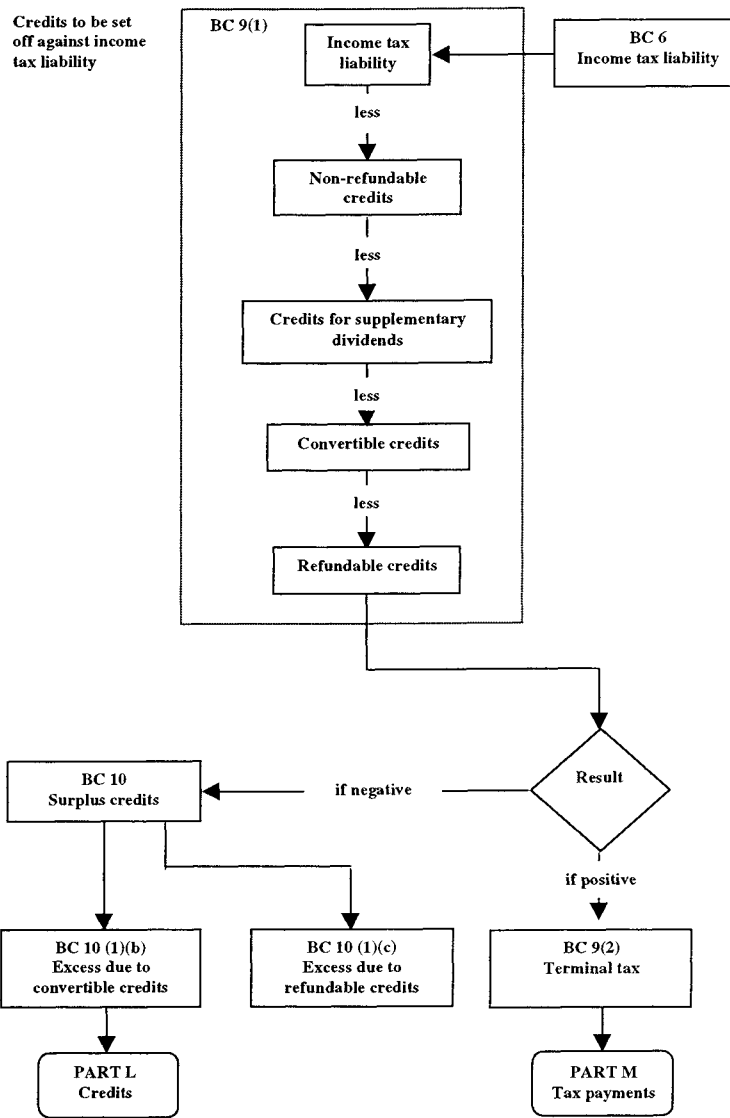 Credits to be set
off against income
tax liability
BC 9(1)
Income tax
liability
BC 6
Income tax liability
less
Non-refundable
credits
less
Credits for supplementary
dividends
less
Convertible credits
less
Refundable credits
Result
if negative
BC 10
Surplus credits
if positive
BC 10 (1)(b)
Excess due to
convertible credits
BC 10 (1)(c)
Excess due to
refundable credits
BC 9(2)
Terminal tax
PART L
Credits
PART M
Tax payments